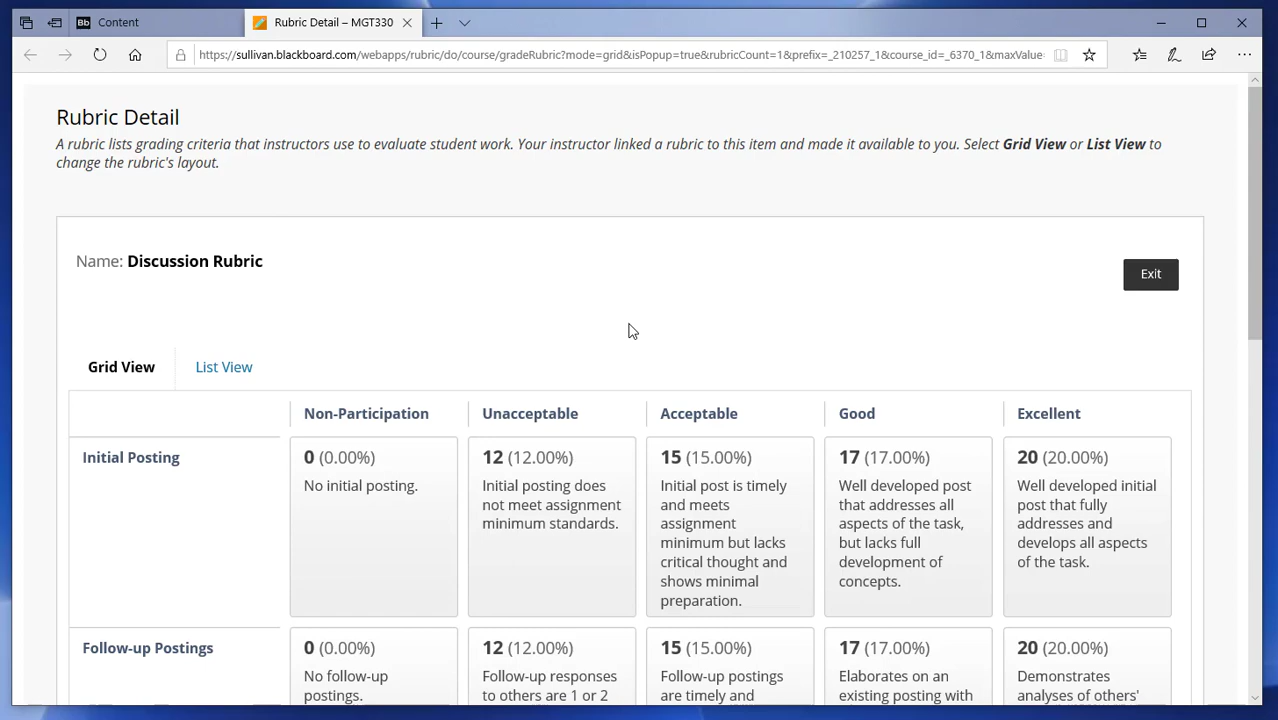 Content
Rubric Detail – MGT330
https://sullivan.blackboard.com/webapps/rubric/do/course/gradeRubric?mode=grid&isPopup=true&rubricCount=1&prefix=_210257_1&course_id=_6370_1&maxValue=
Rubric Detail
A rubric lists grading criteria that instructors use to evaluate student work. Your instructor linked a rubric to this item and made it available to you. Select Grid View or List View to
change the rubric's layout.
Name: Discussion Rubric
Exit
Grid View
List View
Non-Participation
Unacceptable
Acceptable
Good
Excellent
Initial Posting
0 (0.00%)
No initial posting.
12 (12.00%)
Initial posting does
not meet assignment
minimum standards.
15 (15.00%)
Initial post is timely
and meets
assignment
minimum but lacks
critical thought and
shows minimal
preparation.
17 (17.00%)
Well developed post
that addresses all
aspects of the task,
but lacks full
development of
concepts.
20 (20.00%)
Well developed initial
post that fully
addresses and
develops all aspects
of the task.
Follow-up Postings
0 (0.00%)
No follow-up
postings.
12 (12.00%)
Follow-up responses
to others are 1 or 2
15 (15.00%)
Follow-up postings
are timely and
17 (17.00%)
Elaborates on an
existing posting with
20 (20.00%)
Demonstrates
analyses of others'